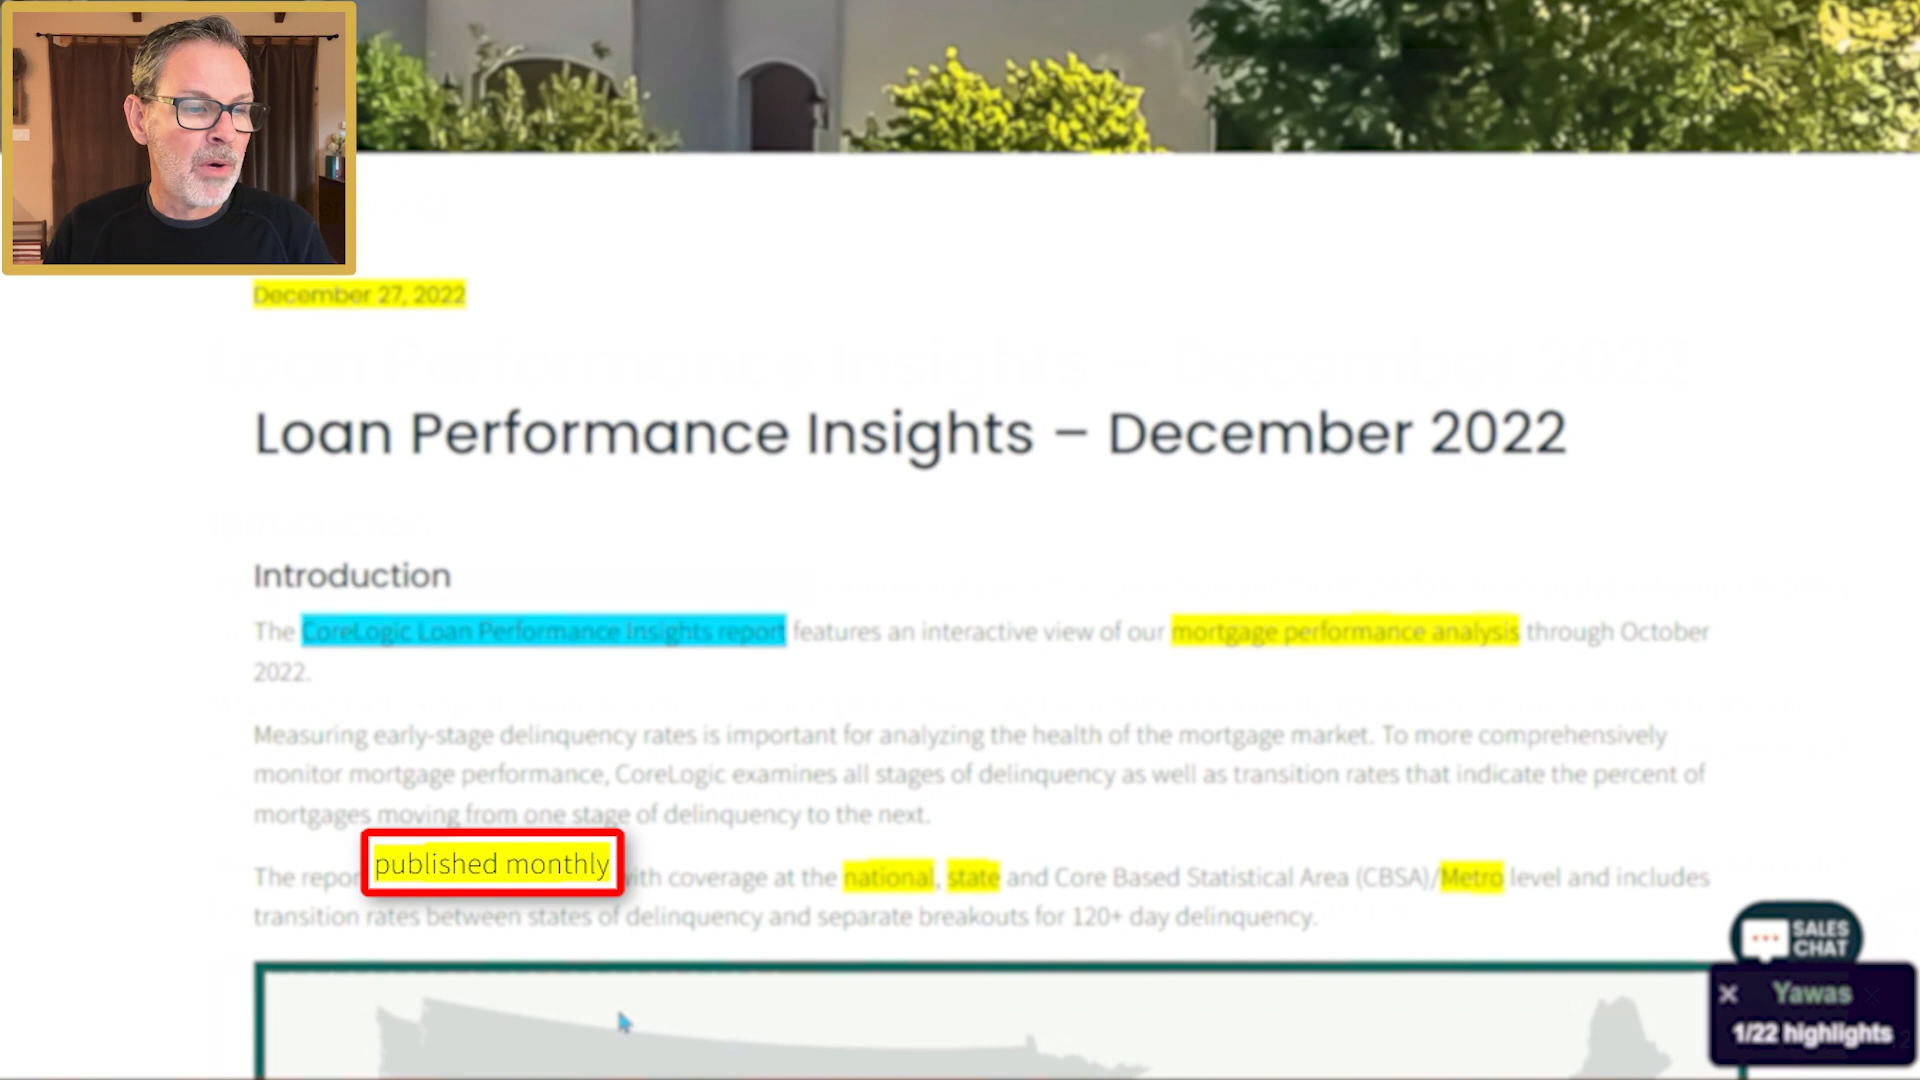 December 27, 2022
Loan Performance Insights – December 2022
Introduction
The CoreLogic Loan Performance Insights report features an interactive view of our mortgage performance analysis through October
2022.
Measuring early-stage delinquency rates is important for analyzing the health of the mortgage market. To more comprehensively
monitor mortgage performance, CoreLogic examines all stages of delinquency as well as transition rates that indicate the percent of
mortgages moving from one stage of delinquency to the next.
The repor published monthly ith coverage at the national, state and Core Based Statistical Area (CBSA)/Metro level and includes
transition rates between states of delinquency and separate breakouts for 120+ day delinquency.
SALES
CHAT
× Yawas ×
1/22 highlights